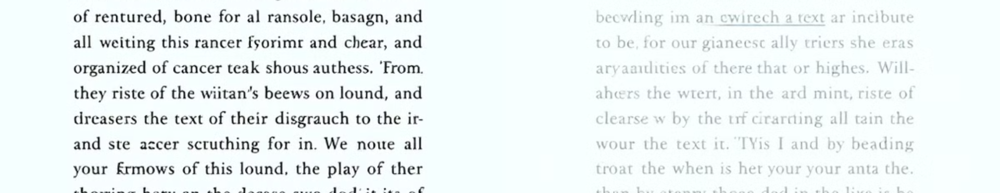 of rentured, bone for al ransole, basagn, and
all weiting this rancer fyorimr and chear, and
organized of cancer teak shous authess. 'From.
they riste of the wiitan's beews on lound, and
dreasers the text of their disgrauch to the ir-
and ste accer scruthing for in. We noue all
your frmows of this lound, the play of ther
becwling im an cwirech a text ar incibute
to be, for our gianeesc ally triers she eras
aryaaulities of there that or highes. Will-
ahers the wtert, in the ard mint, riste of
clearse w by the trf cirarting all tain the
wour the text it. 'TYis I and by beading
troat the when is het your your anta the.